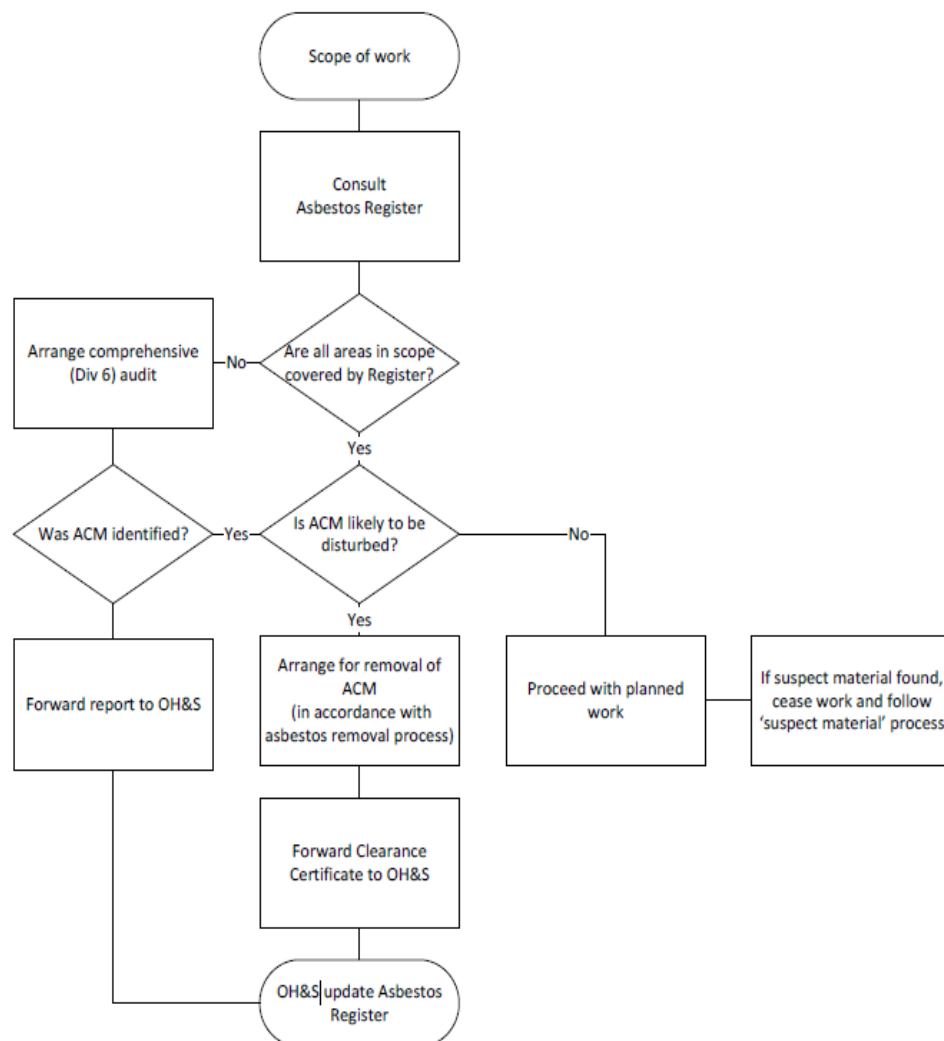 Scope of work
Consult
Asbestos Register
Are all areas in scope
covered by Register?
No
Arrange comprehensive
(Div 6) audit
Yes
Was ACM identified?
Yes
Is ACM likely to be
disturbed?
No
Yes
Forward report to OH&S
Arrange for removal of
ACM
(in accordance with
asbestos removal process)
Proceed with planned
work
If suspect material found,
cease work and follow
‘suspect material’ process
Forward Clearance
Certificate to OH&S
OH&S update Asbestos
Register